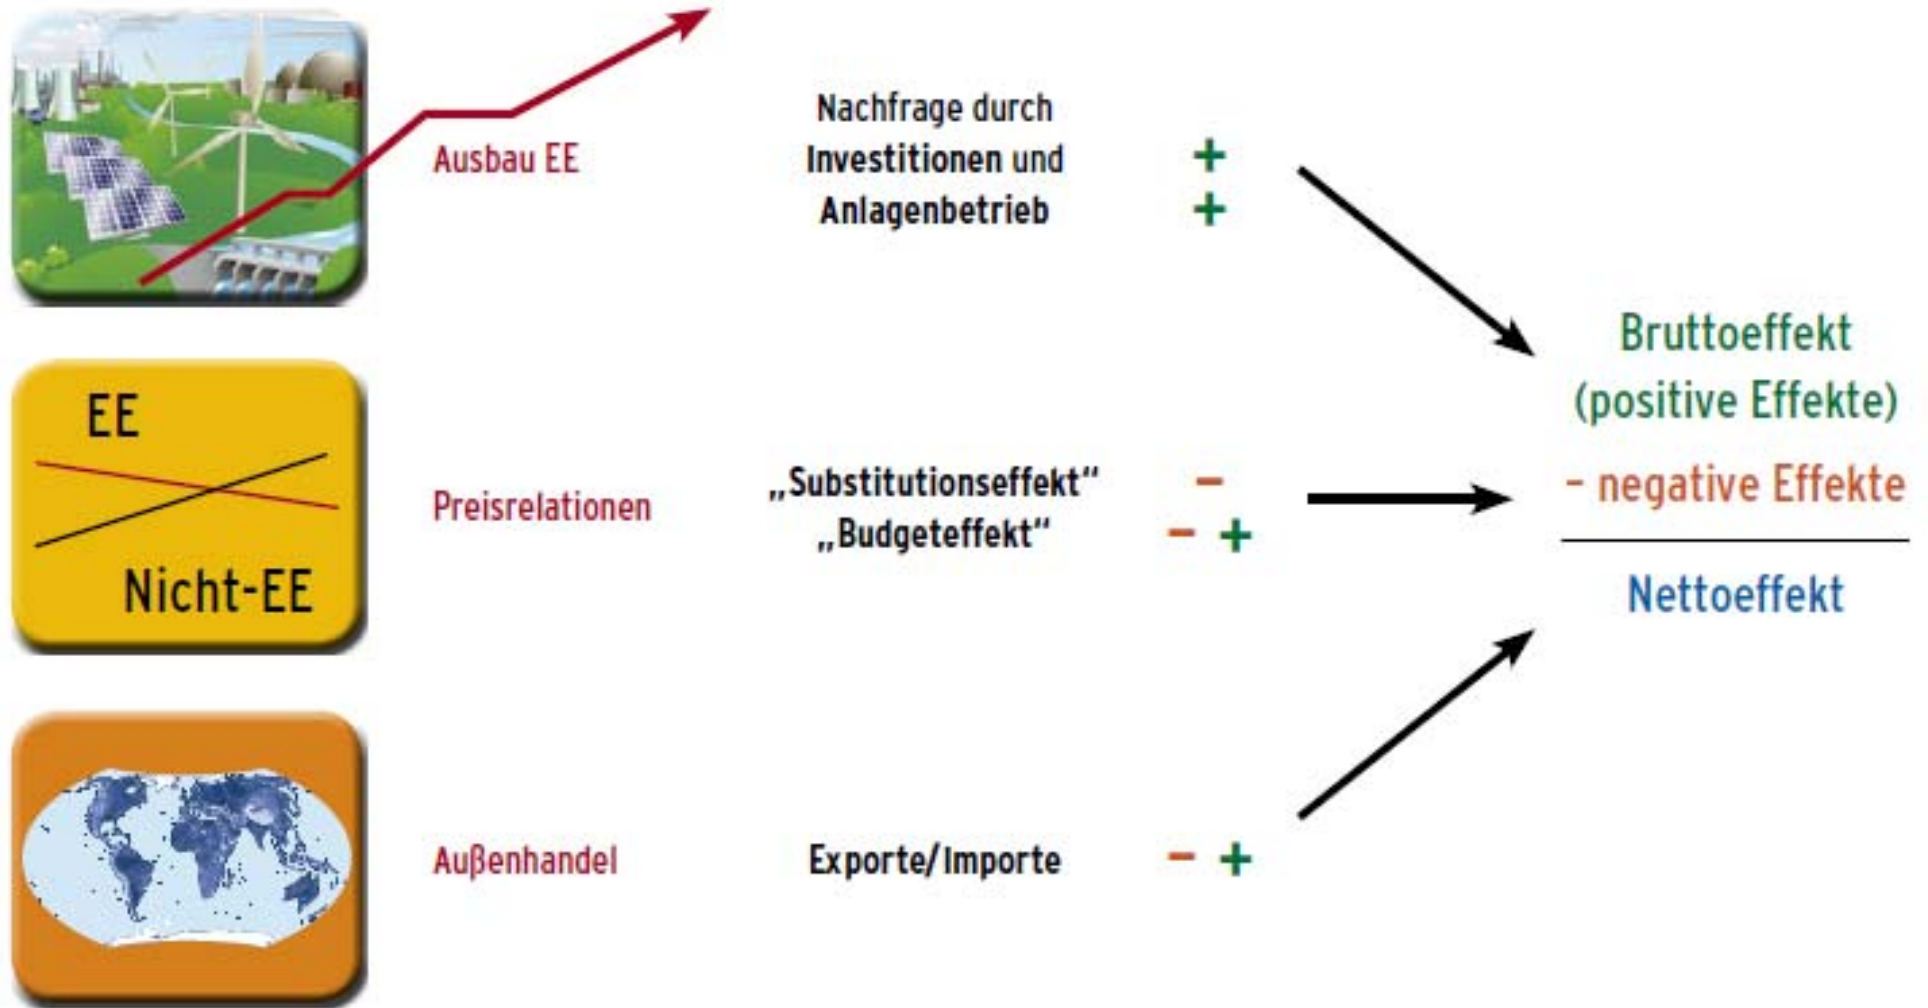 Ausbau EE
Nachfrage durch
Investitionen und
Anlagenbetrieb
+
+
EE
Nicht-EE
Preisrelationen
„Substitutionseffekt“
„Budgeteffekt“
–
– +
Außenhandel
Exporte/Importe
– +
Bruttoeffekt
(positive Effekte)
– negative Effekte
Nettoeffekt